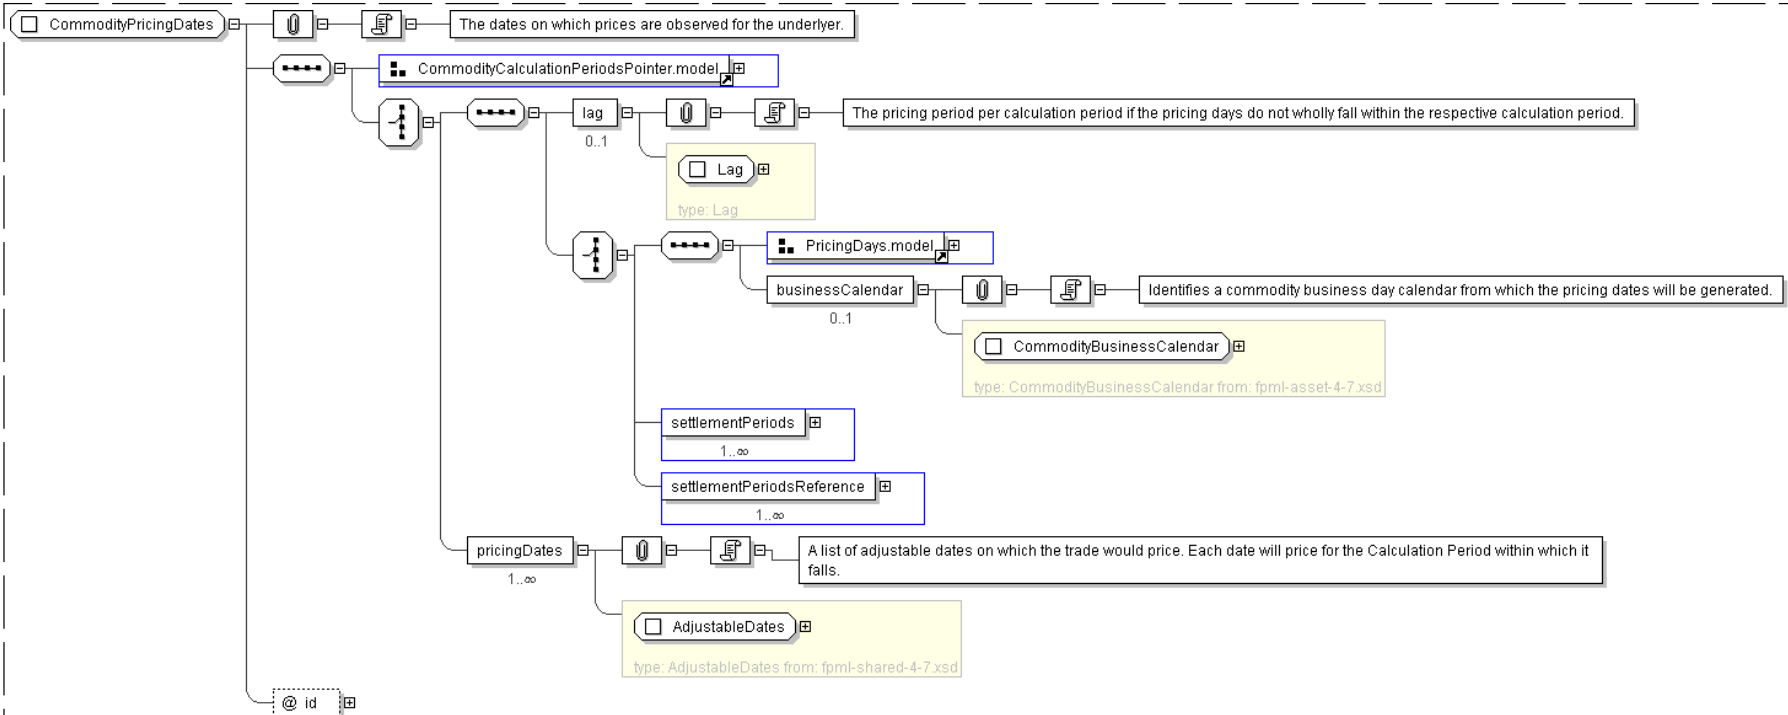 CommodityPricingDates
The dates on which prices are observed for the underlyer.
CommodityCalculationPeriodsPointer.model
lag
The pricing period per calculation period if the pricing days do not wholly fall within the respective calculation period.
0..1
Lag
type: Lag
PricingDays.model
businessCalendar
Identifies a commodity business day calendar from which the pricing dates will be generated.
0..1
CommodityBusinessCalendar
type: CommodityBusinessCalendar from: fpml-asset-4-7.xsd
settlementPeriods
1..∞
settlementPeriodsReference
1..∞
pricingDates
A list of adjustable dates on which the trade would price. Each date will price for the Calculation Period within which it
falls.
1..∞
AdjustableDates
type: AdjustableDates from: fpml-shared-4-7.xsd
@ id